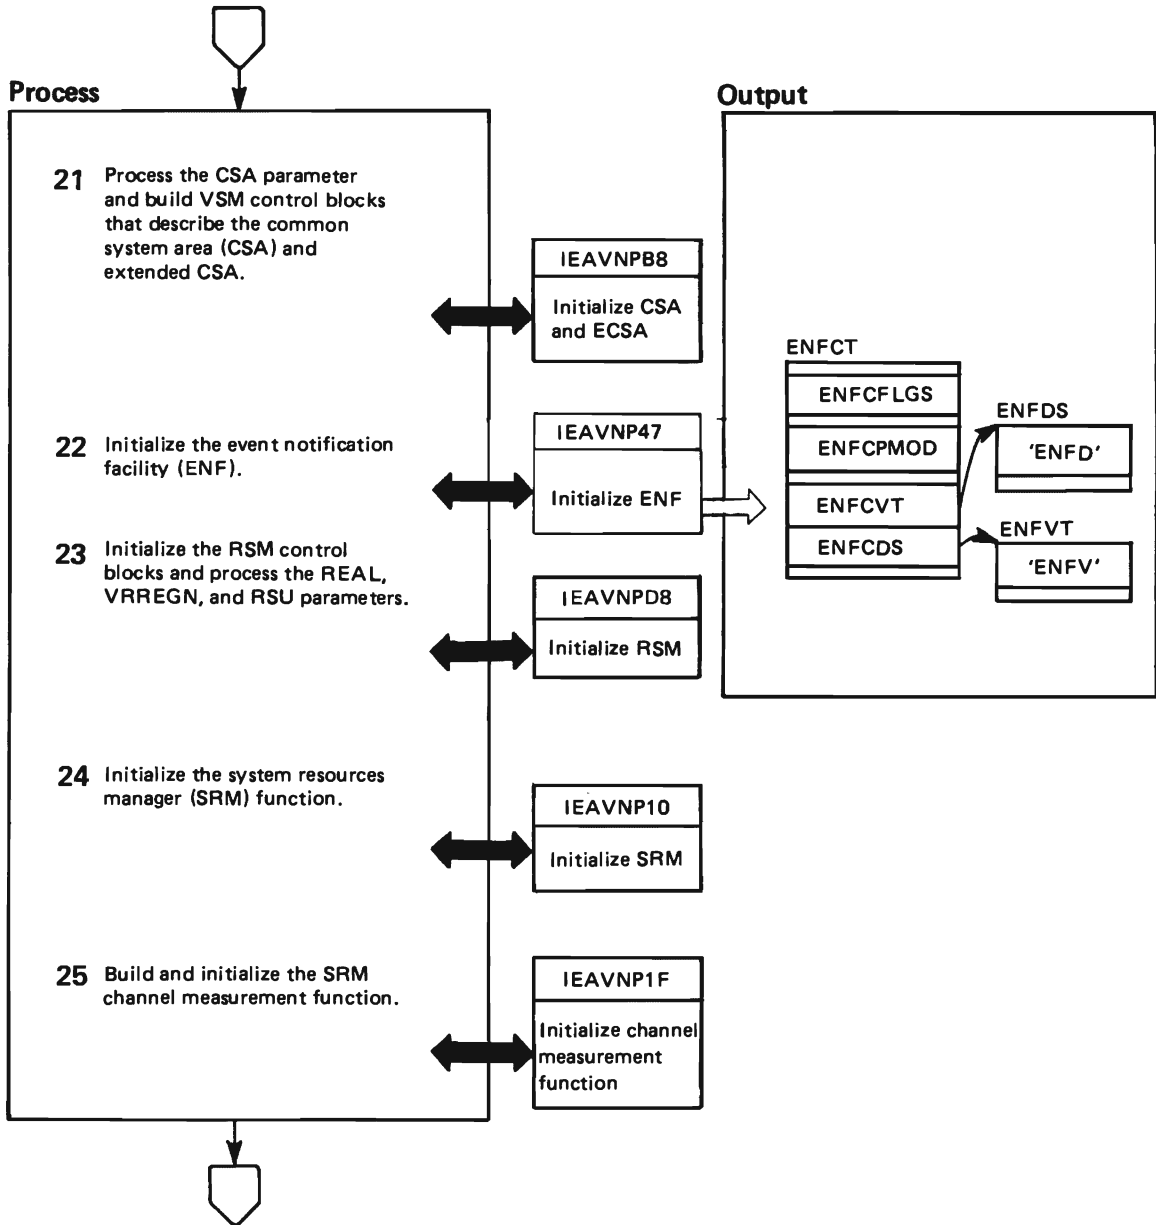 Process
21 Process the CSA parameter
and build VSM control blocks
that describe the common
system area (CSA) and
extended CSA.
IEAVNPB8
Initialize CSA
and ECSA
22 Initialize the event notification
facility (ENF).
IEAVNP47
Initialize ENF
23 Initialize the RSM control
blocks and process the REAL,
VRREGN, and RSU parameters.
IEAVNPD8
Initialize RSM
24 Initialize the system resources
manager (SRM) function.
IEAVNP10
Initialize SRM
25 Build and initialize the SRM
channel measurement function.
IEAVNP1F
Initialize channel
measurement
function
Output
ENFCT
ENFCFLGS
ENFCPMOD
ENFCVT
ENFCDS
ENFDS
'ENFD'
ENFVT
'ENFV'